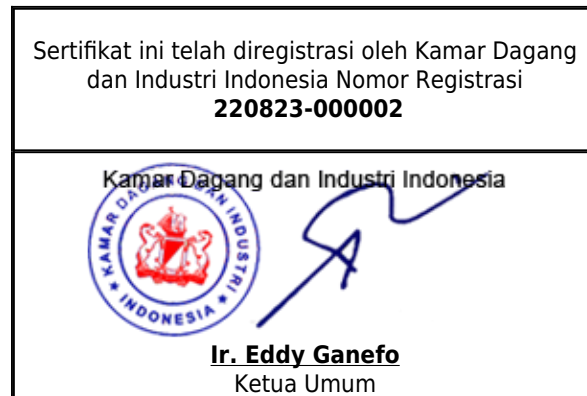 Sertifikat ini telah diregistrasi oleh Kamar Dagang
dan Industri Indonesia Nomor Registrasi
220823-000002
Kamar Dagang dan Industri Indonesia
KAMAR DAGANG DAN INDUSTRI
INDONESIA
Ir. Eddy Ganefo
Ketua Umum